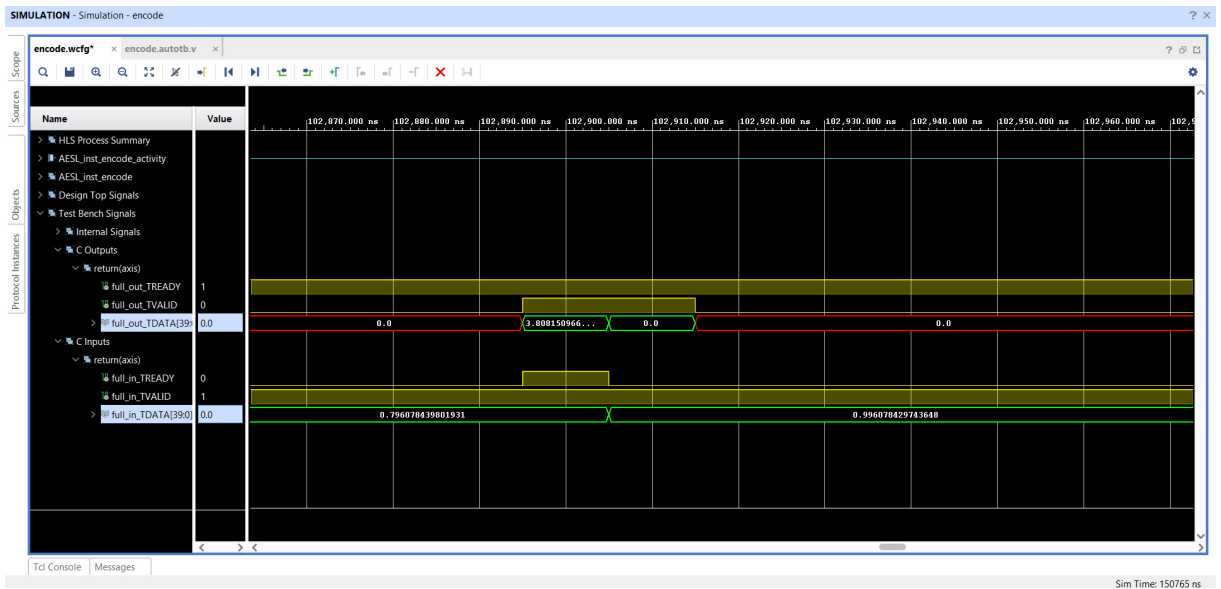 SIMULATION - Simulation - encode
? ×
Scope
Sources
Objects
Protocol Instances
encode.wcfg* × encode.autotb.v ×
?
Name Value
102,870.000 ns 102,880.000 ns 102,890.000 ns 102,900.000 ns 102,910.000 ns 102,920.000 ns 102,930.000 ns 102,940.000 ns 102,950.000 ns 102,960.000 ns 102,9
HLS Process Summary
AESL_inst_encode_activity
AESL_inst_encode
Design Top Signals
Test Bench Signals
Internal Signals
C Outputs
return(axis)
full_out_TREADY 1
full_out_TVALID 0
full_out_TDATA[39: 0.0 0.0 3.808150966... 0.0 0.0
C Inputs
return(axis)
full_in_TREADY 0
full_in_TVALID 1
full_in_TDATA[39:0] 0.0 0.796078439801931 0.996078429743648
Tcl Console Messages
Sim Time: 150765 ns